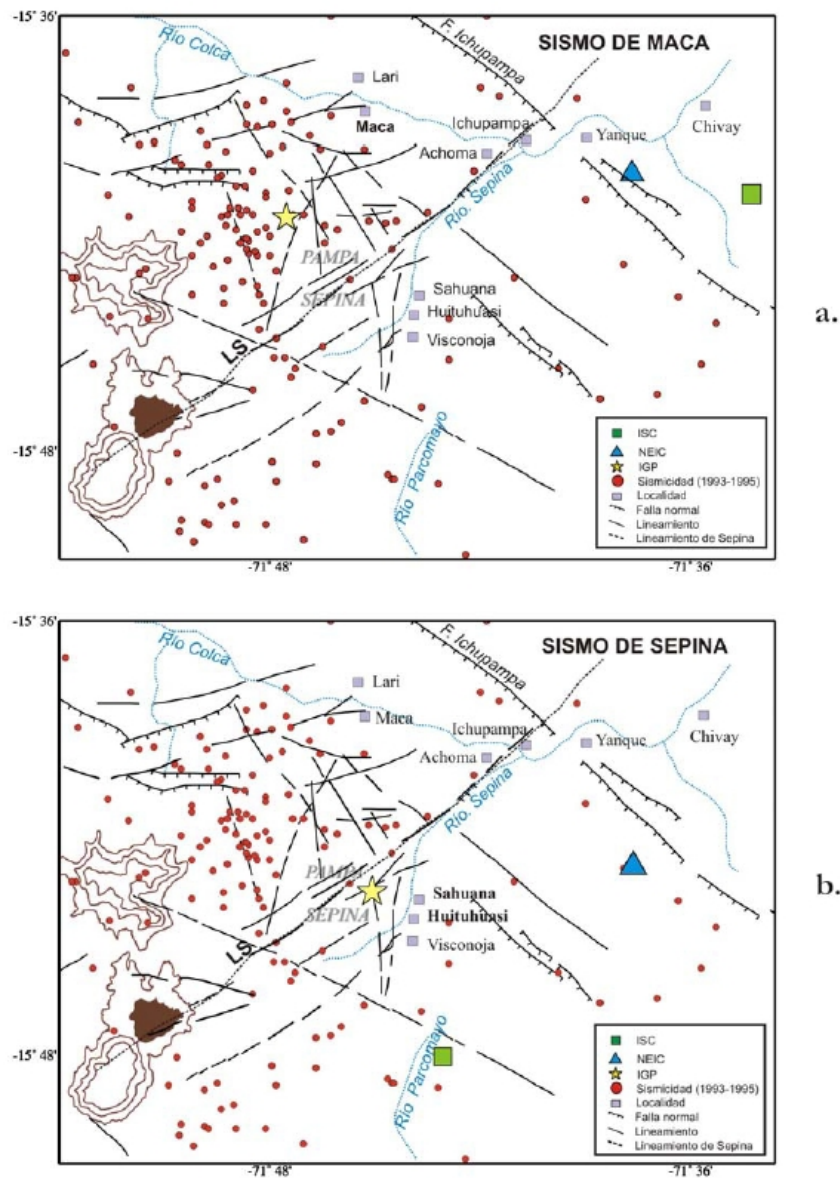 -15° 36'
Río Colca
F. Ichupampa
SISMO DE MACA
Lari
Maca
Ichupampa
Chivay
Achoma
Yanque
Río. Sepina
PAMPA
SEPINA
Sahuana
Huituhuasi
Visconoja
LS
Río Parcomayo
-15° 48'
ISC
NEIC
IGP
Sismicidad (1993-1995)
Localidad
Falla normal
Lineamiento
Lineamiento de Sepina
-71° 48'
-71° 36'
a.
-15° 36'
Río Colca
F. Ichupampa
SISMO DE SEPINA
Lari
Maca
Ichupampa
Chivay
Achoma
Yanque
Río. Sepina
PAMPA
SEPINA
Sahuana
Huituhuasi
Visconoja
LS
Río Parcomayo
-15° 48'
ISC
NEIC
IGP
Sismicidad (1993-1995)
Localidad
Falla normal
Lineamiento
Lineamiento de Sepina
-71° 48'
-71° 36'
b.